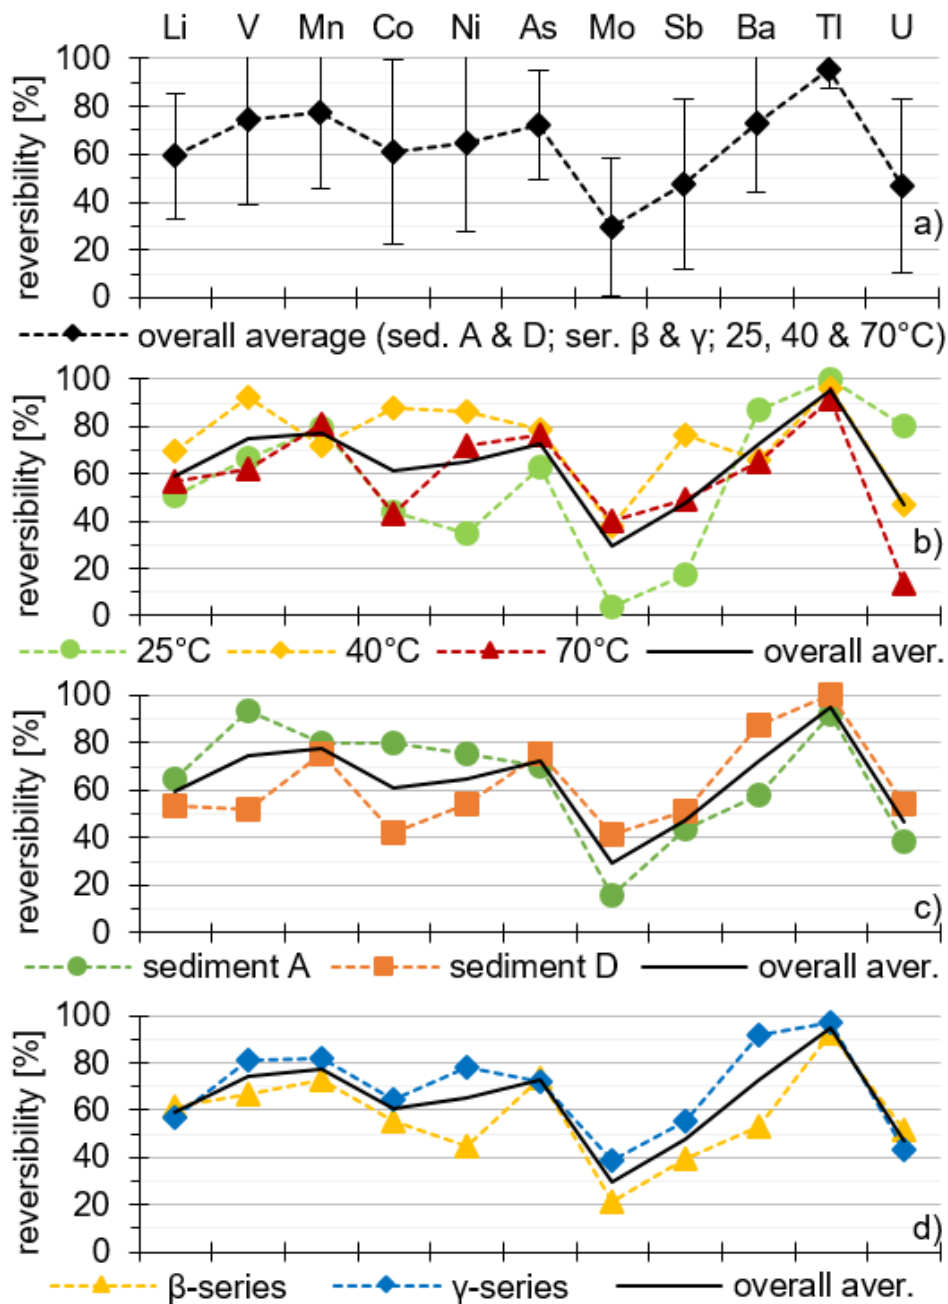 Li V Mn Co Ni As Mo Sb Ba Tl U
reversibility [%]
100
80
60
40
20
0
a)
overall average (sed. A & D; ser. β & γ; 25, 40 & 70°C)
reversibility [%]
100
80
60
40
20
0
b)
25°C 40°C 70°C overall aver.
reversibility [%]
100
80
60
40
20
0
c)
sediment A sediment D overall aver.
reversibility [%]
100
80
60
40
20
0
d)
β-series γ-series overall aver.